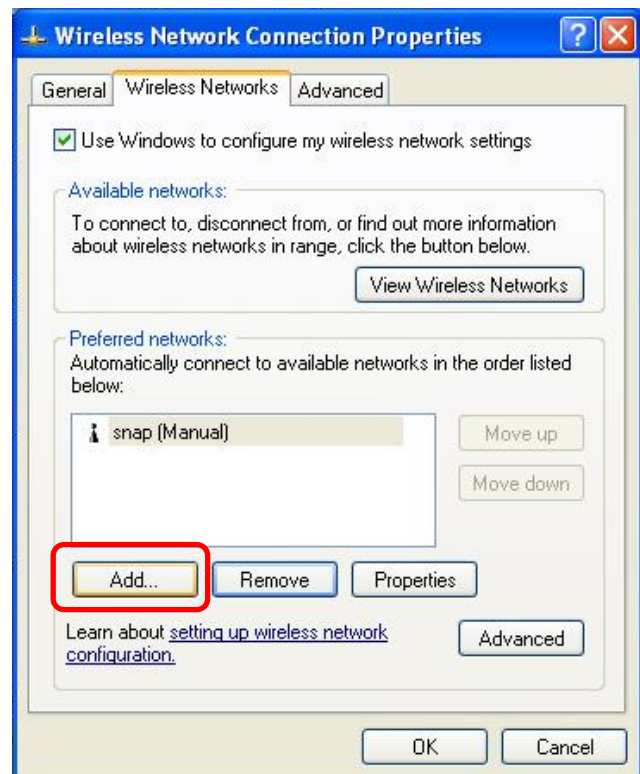 Wireless Network Connection Properties
General Wireless Networks Advanced
Use Windows to configure my wireless network settings
Available networks:
To connect to, disconnect from, or find out more information
about wireless networks in range, click the button below.
View Wireless Networks
Preferred networks:
Automatically connect to available networks in the order listed
below:
snap (Manual)
Move up
Move down
Add... Remove Properties
Learn about setting up wireless network
configuration.
Advanced
OK Cancel